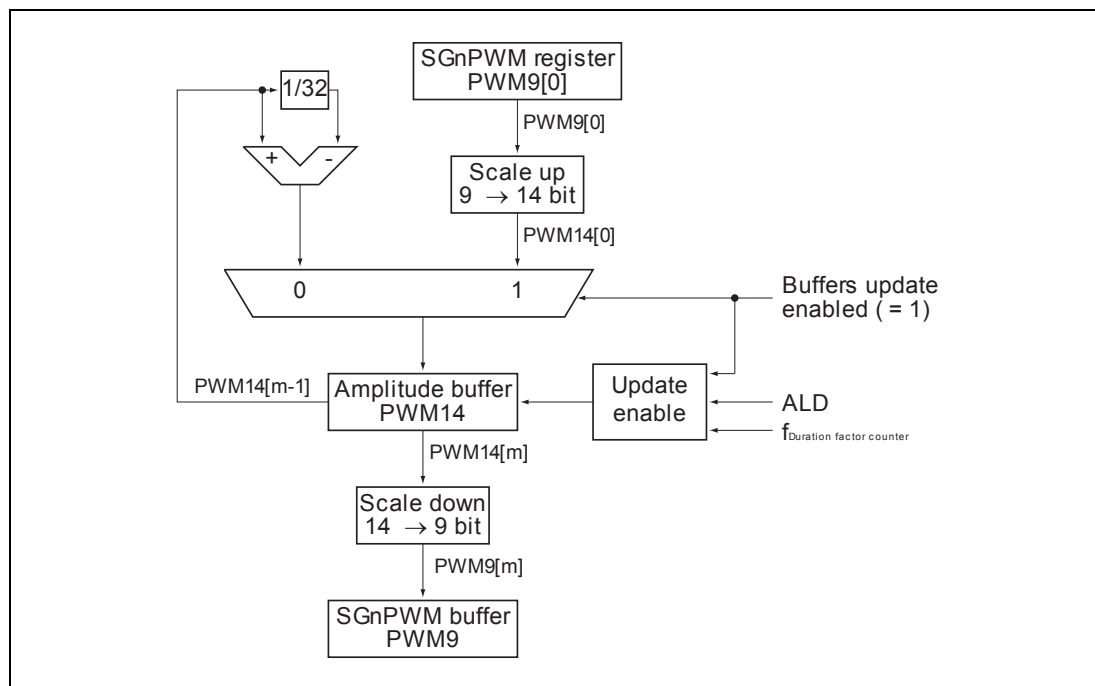 SGnPWM register
PWM9[0]
1/32
PWM9[0]
+ -
Scale up
9 → 14 bit
PWM14[0]
0 1
Buffers update
enabled ( = 1)
PWM14[m-1]
Amplitude buffer
PWM14
Update
enable
ALD
fDuration factor counter
PWM14[m]
Scale down
14 → 9 bit
PWM9[m]
SGnPWM buffer
PWM9